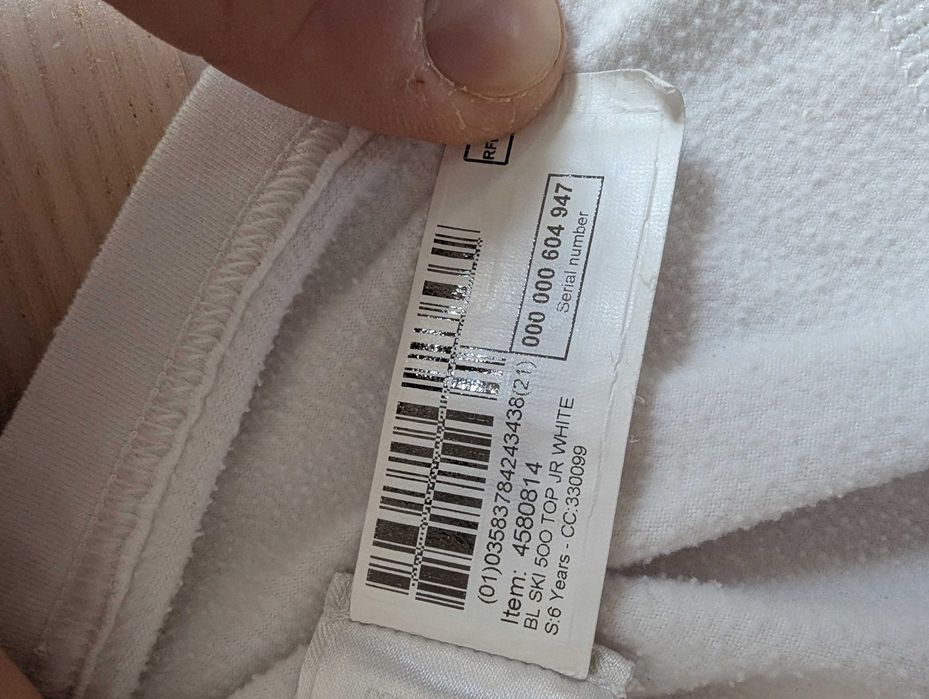 000 000 604 947
Serial number
(01)03583784243438(21)
Item: 4580814
BL SKI 500 TOP JR WHITE
S:6 Years - CC:330099